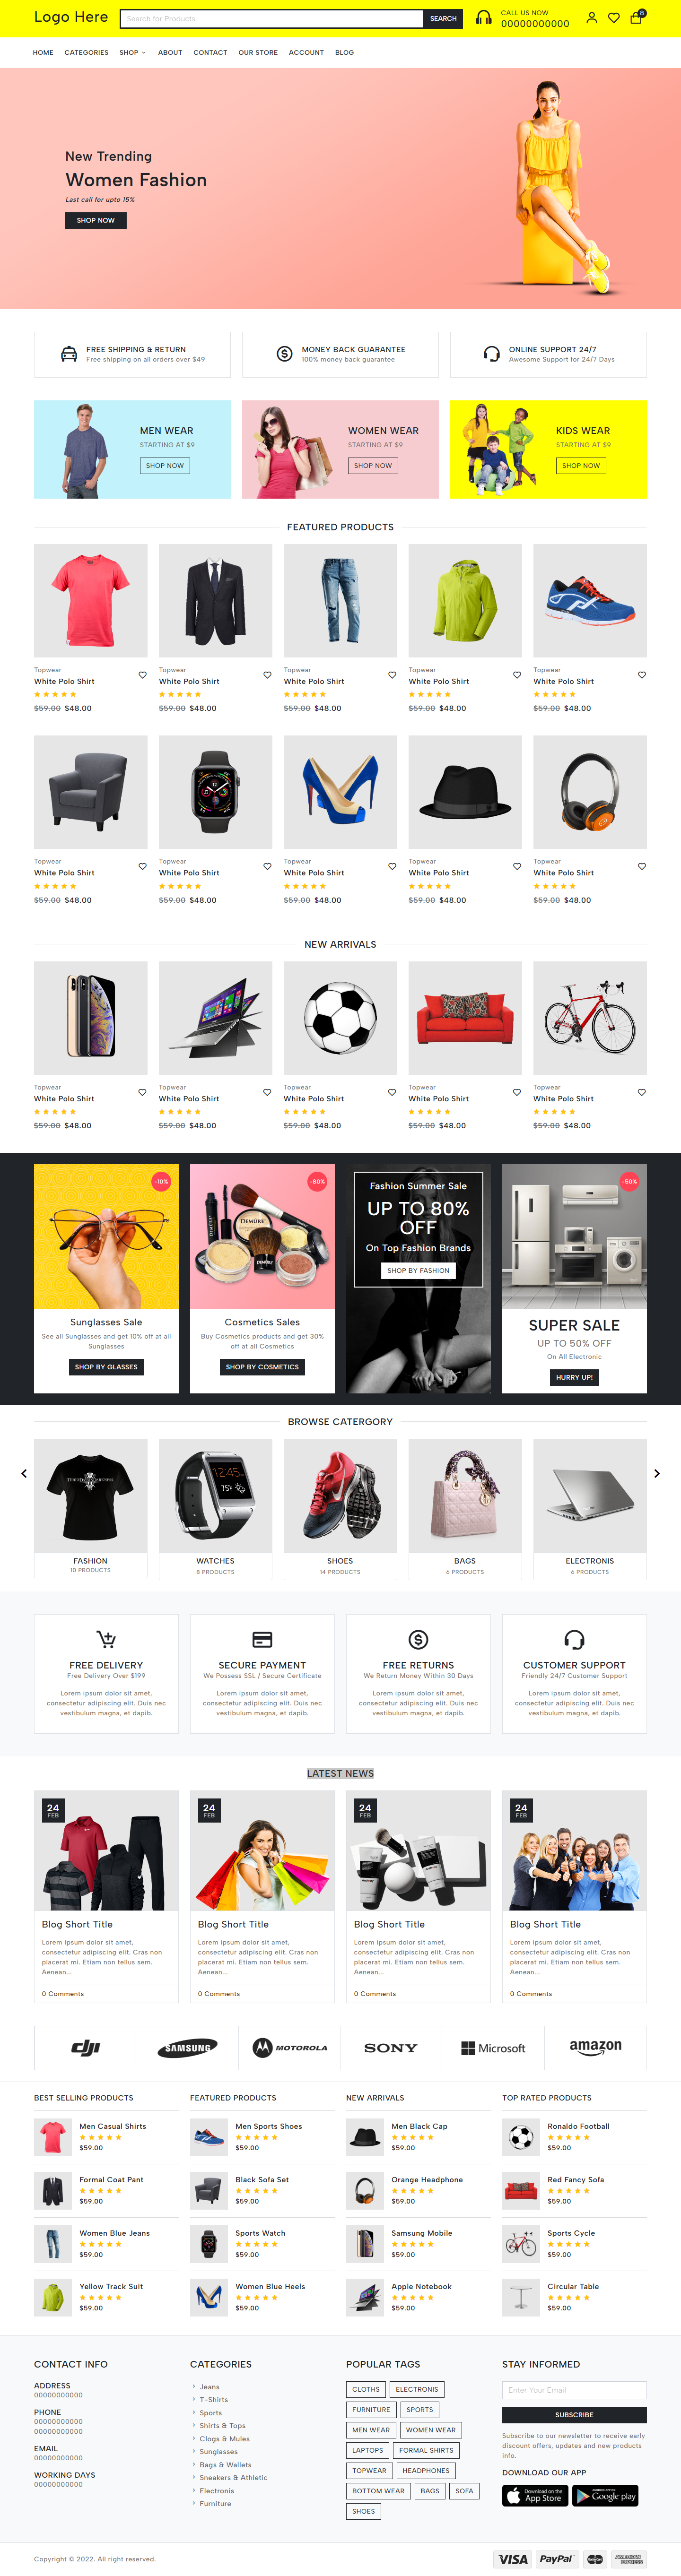 Logo Here
Search for Products
SEARCH
CALL US NOW
00000000000
0
HOME CATEGORIES SHOP ABOUT CONTACT OUR STORE ACCOUNT BLOG
New Trending
Women Fashion
Last call for upto 15%
SHOP NOW
FREE SHIPPING & RETURN
Free shipping on all orders over $49
MONEY BACK GUARANTEE
100% money back guarantee
ONLINE SUPPORT 24/7
Awesome Support for 24/7 Days
MEN WEAR
STARTING AT $9
SHOP NOW
WOMEN WEAR
STARTING AT $9
SHOP NOW
KIDS WEAR
STARTING AT $9
SHOP NOW
FEATURED PRODUCTS
Topwear
White Polo Shirt
$59.00 $48.00
Topwear
White Polo Shirt
$59.00 $48.00
Topwear
White Polo Shirt
$59.00 $48.00
Topwear
White Polo Shirt
$59.00 $48.00
Topwear
White Polo Shirt
$59.00 $48.00
Topwear
White Polo Shirt
$59.00 $48.00
Topwear
White Polo Shirt
$59.00 $48.00
Topwear
White Polo Shirt
$59.00 $48.00
Topwear
White Polo Shirt
$59.00 $48.00
Topwear
White Polo Shirt
$59.00 $48.00
NEW ARRIVALS
Topwear
White Polo Shirt
$59.00 $48.00
Topwear
White Polo Shirt
$59.00 $48.00
Topwear
White Polo Shirt
$59.00 $48.00
Topwear
White Polo Shirt
$59.00 $48.00
Topwear
White Polo Shirt
$59.00 $48.00
-10%
Sunglasses Sale
See all Sunglasses and get 10% off at all
Sunglasses
SHOP BY GLASSES
-60%
DEMURE
Cosmetics Sales
Buy Cosmetics products and get 30%
off at all Cosmetics
SHOP BY COSMETICS
Fashion Summer Sale
UP TO 80%
OFF
On Top Fashion Brands
SHOP BY FASHION
-50%
SUPER SALE
UP TO 50% OFF
On All Electronic
HURRY UP!
BROWSE CATERGORY
FASHION
10 PRODUCTS
12:45
75°
WATCHES
8 PRODUCTS
SHOES
14 PRODUCTS
BAGS
6 PRODUCTS
ELECTRONIS
6 PRODUCTS
FREE DELIVERY
Free Delivery Over $199
Lorem ipsum dolor sit amet,
consectetur adipiscing elit. Duis nec
vestibulum magna, et dapib.
SECURE PAYMENT
We Possess SSL / Secure Certificate
Lorem ipsum dolor sit amet,
consectetur adipiscing elit. Duis nec
vestibulum magna, et dapib.
FREE RETURNS
We Return Money Within 30 Days
Lorem ipsum dolor sit amet,
consectetur adipiscing elit. Duis nec
vestibulum magna, et dapib.
CUSTOMER SUPPORT
Friendly 24/7 Customer Support
Lorem ipsum dolor sit amet,
consectetur adipiscing elit. Duis nec
vestibulum magna, et dapib.
LATEST NEWS
24
FEB
Blog Short Title
Lorem ipsum dolor sit amet,
consectetur adipiscing elit. Cras non
placerat mi. Etiam non tellus sem.
Aenean...
0 Comments
24
FEB
Blog Short Title
Lorem ipsum dolor sit amet,
consectetur adipiscing elit. Cras non
placerat mi. Etiam non tellus sem.
Aenean...
0 Comments
24
FEB
Blog Short Title
Lorem ipsum dolor sit amet,
consectetur adipiscing elit. Cras non
placerat mi. Etiam non tellus sem.
Aenean...
0 Comments
24
FEB
Blog Short Title
Lorem ipsum dolor sit amet,
consectetur adipiscing elit. Cras non
placerat mi. Etiam non tellus sem.
Aenean...
0 Comments
dji
SAMSUNG
MOTOROLA
SONY
Microsoft
amazon
BEST SELLING PRODUCTS
Men Casual Shirts
$59.00
Formal Coat Pant
$59.00
Women Blue Jeans
$59.00
Yellow Track Suit
$59.00
FEATURED PRODUCTS
Men Sports Shoes
$59.00
Black Sofa Set
$59.00
Sports Watch
$59.00
Women Blue Heels
$59.00
NEW ARRIVALS
Men Black Cap
$59.00
Orange Headphone
$59.00
Samsung Mobile
$59.00
Apple Notebook
$59.00
TOP RATED PRODUCTS
Ronaldo Football
$59.00
Red Fancy Sofa
$59.00
Sports Cycle
$59.00
Circular Table
$59.00
CONTACT INFO
ADDRESS
00000000000
PHONE
00000000000
00000000000
EMAIL
00000000000
WORKING DAYS
00000000000
CATEGORIES
Jeans
T-Shirts
Sports
Shirts & Tops
Clogs & Mules
Sunglasses
Bags & Wallets
Sneakers & Athletic
Electronis
Furniture
POPULAR TAGS
CLOTHS ELECTRONIS
FURNITURE SPORTS
MEN WEAR WOMEN WEAR
LAPTOPS FORMAL SHIRTS
TOPWEAR HEADPHONES
BOTTOM WEAR BAGS SOFA
SHOES
STAY INFORMED
Enter Your Email
SUBSCRIBE
Subscribe to our newsletter to receive early
discount offers, updates and new products
info.
DOWNLOAD OUR APP
Download on the
App Store
Google play
Copyright © 2022. All right reserved.
VISA
PayPal
AMERICAN
EXPRESS